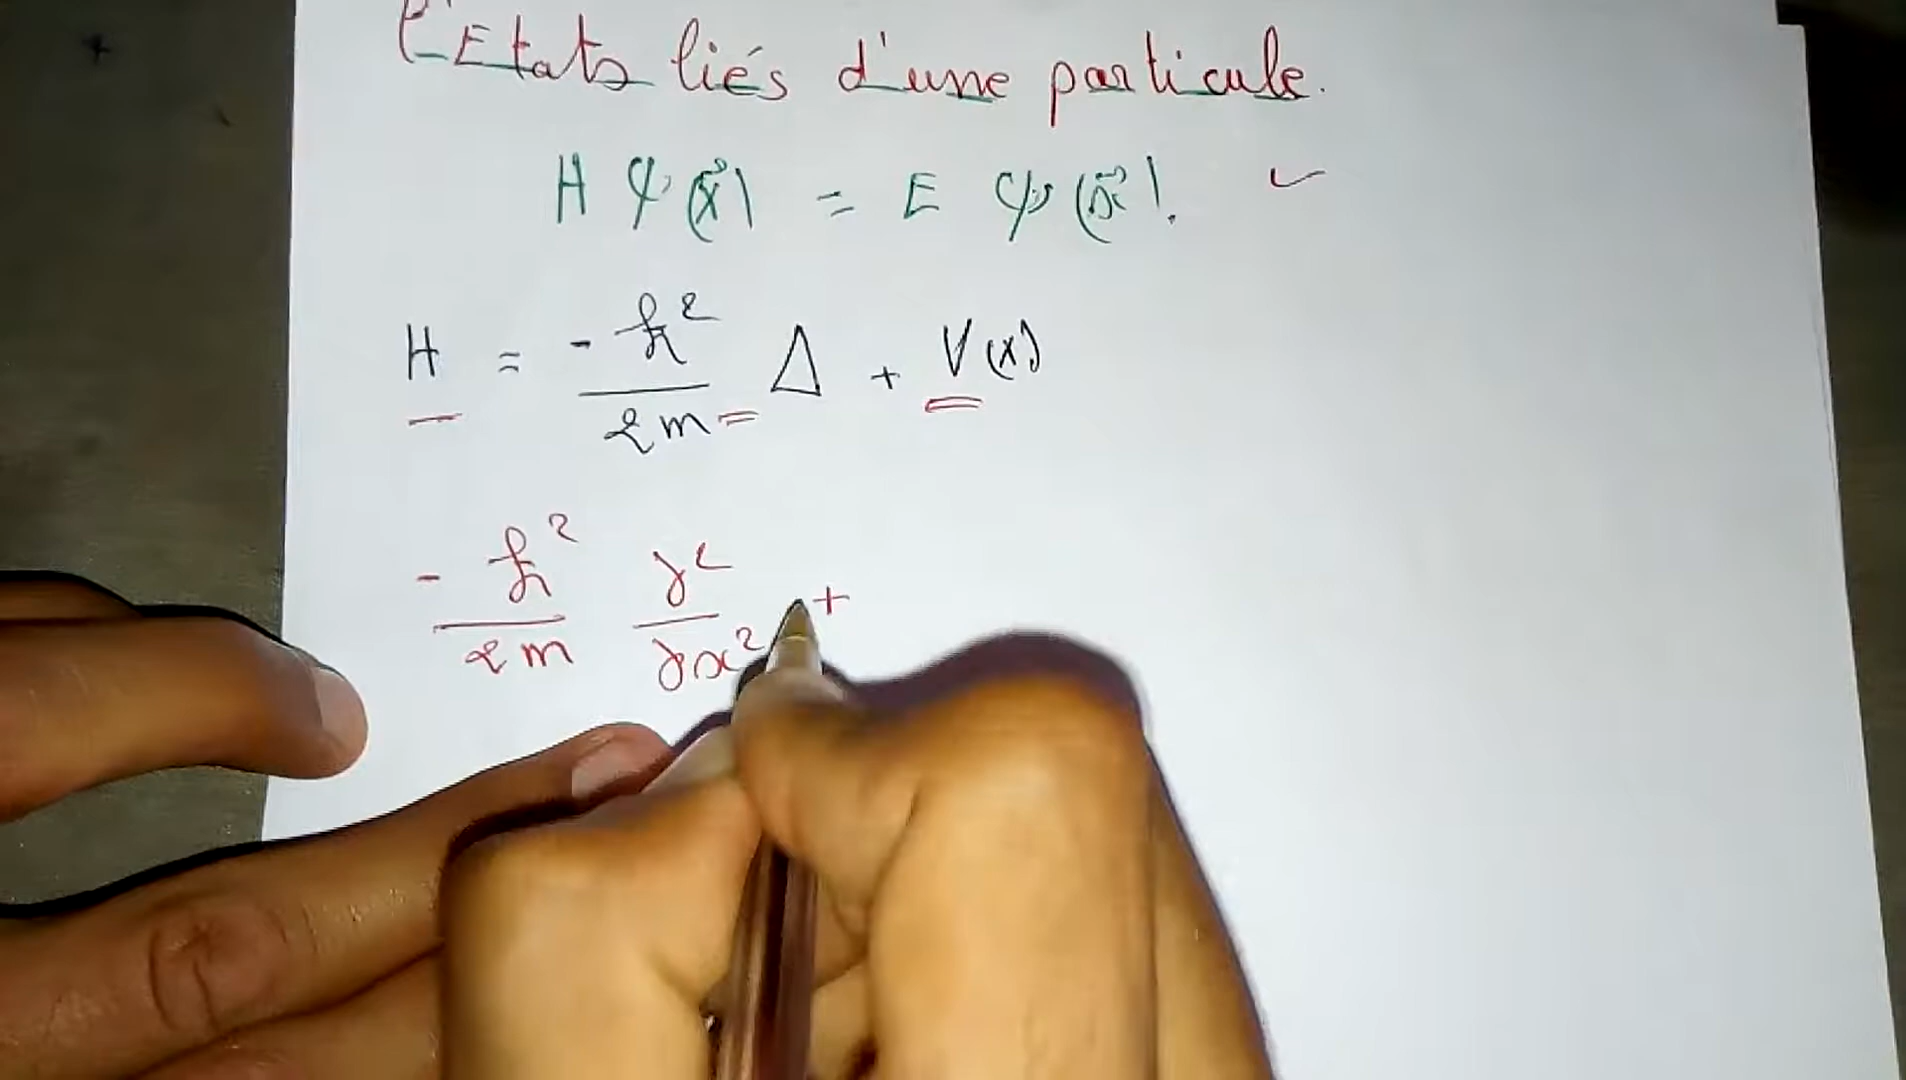 l'Etats liés d'une particule.
H ψ(x⃗) = E ψ(x⃗).
H = -ħ²/2m Δ + V(x)
-ħ²/2m ∂²/∂x² +